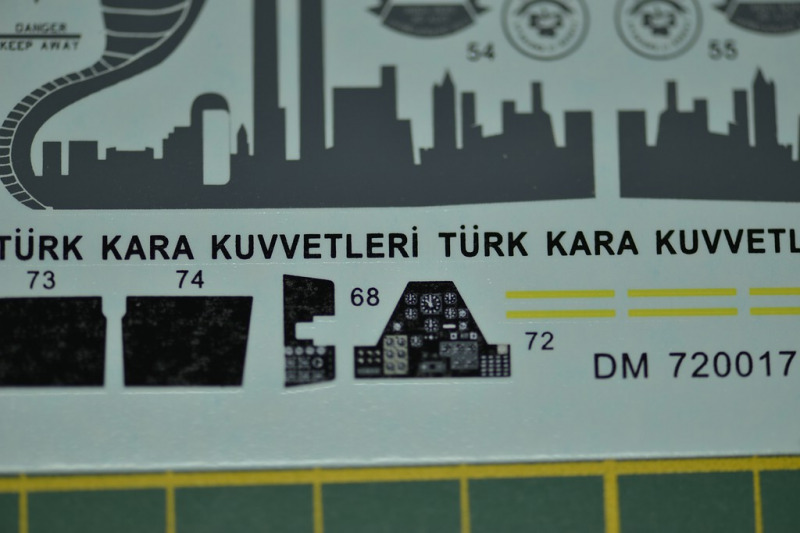 DANGER
KEEP AWAY
54
55
TÜRK KARA KUVVETLERİ TÜRK KARA KUVVETL
73
74
68
72
DM 720017